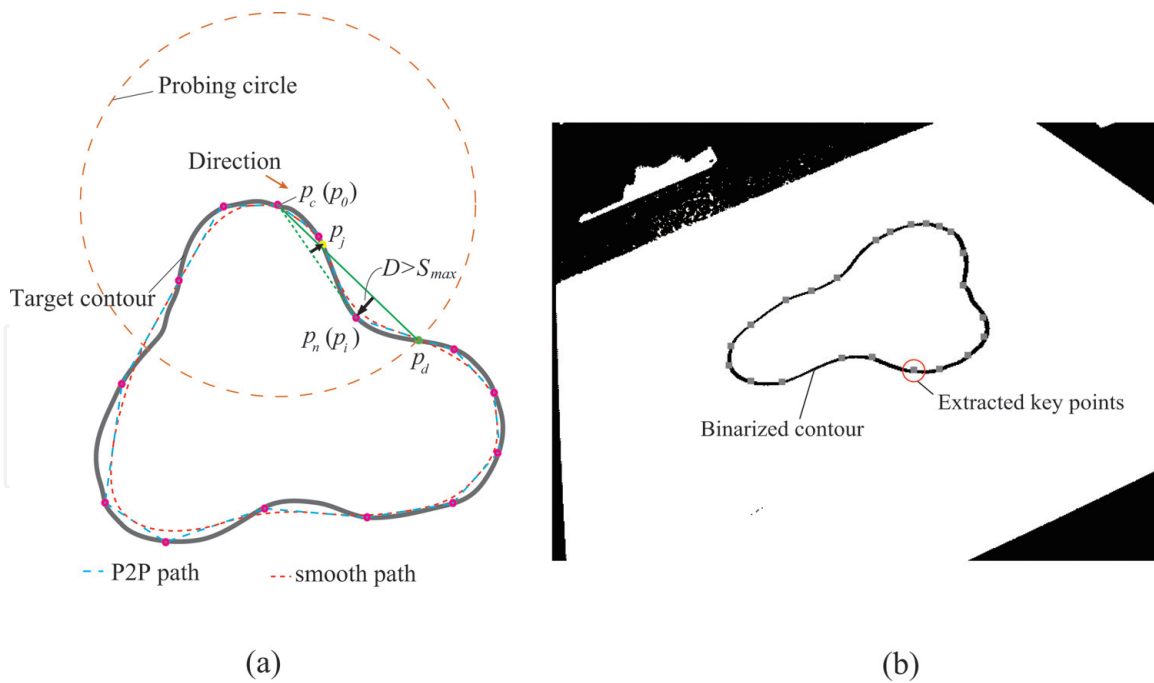 Probing circle
Direction
p_c (p_0)
p_j
D>S_max
Target contour
p_n (p_i)
p_d
P2P path
smooth path
(a)
Extracted key points
Binarized contour
(b)